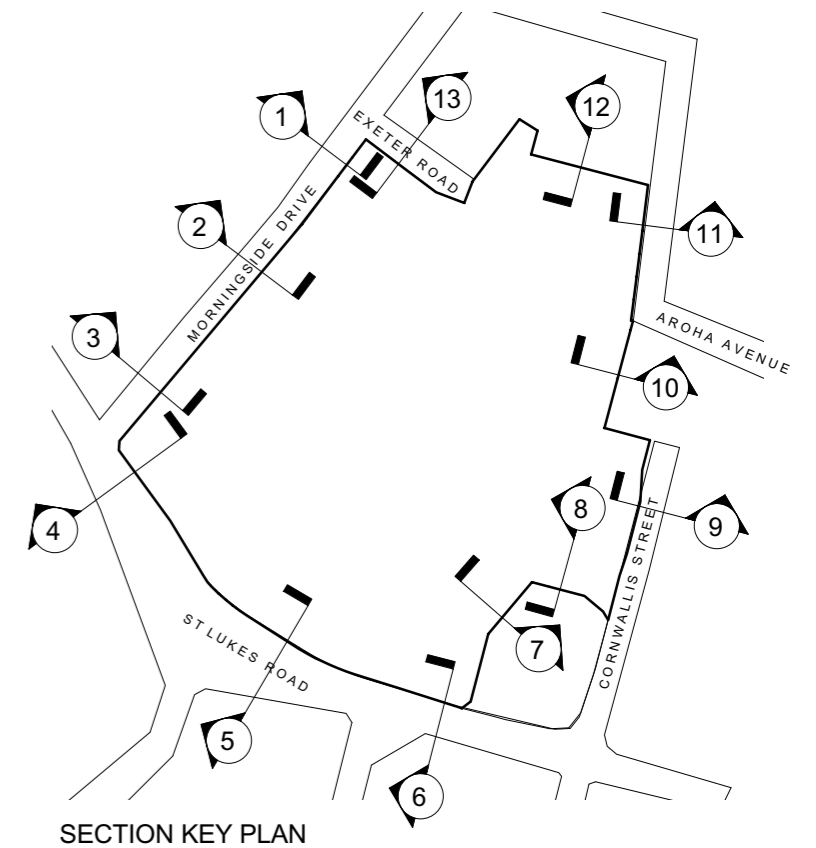 13
1
12
EXETER ROAD
2
11
MORNINGSIDE DRIVE
3
AROHA AVENUE
10
8
9
4
CORNWALLIS STREET
7
ST LUKES ROAD
5
6
SECTION KEY PLAN